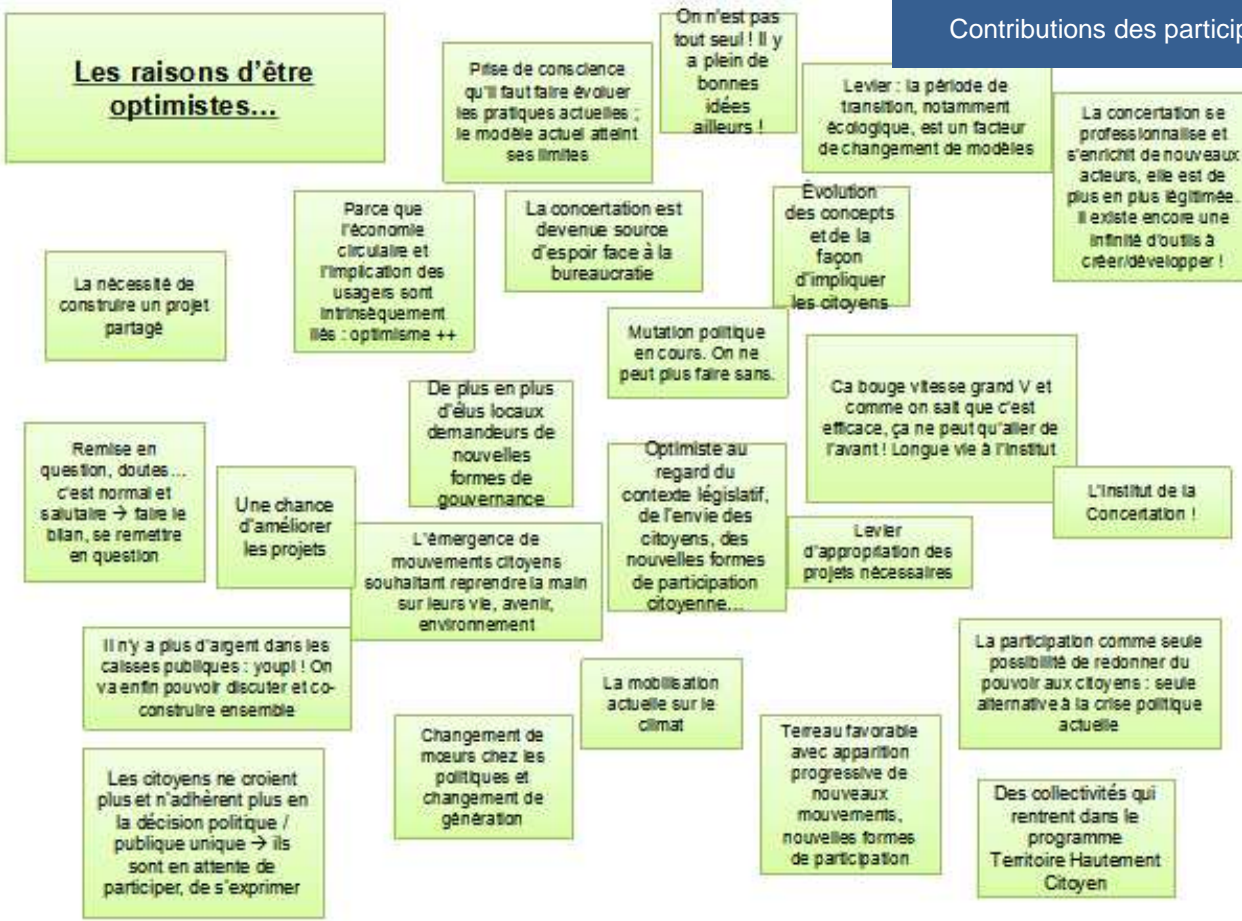 Contributions des particip
Les raisons d'être
optimistes...
On n'est pas
tout seul ! Il y
a plein de
bonnes
idées
ailleurs !
Prise de conscience
qu'il faut faire évoluer
les pratiques actuelles ;
le modèle actuel atteint
ses limites
Levier : la période de
transition, notamment
écologique, est un facteur
de changement de modèles
La concertation se
professionnalise et
s'enrichit de nouveaux
acteurs, elle est de
plus en plus légitimée.
Il existe encore une
infinité d'outils à
créer/développer !
Parce que
l'économie
circulaire et
l'implication des
usagers sont
intrinsèquement
liés : optimisme ++
La concertation est
devenue source
d'espoir face à la
bureaucratie
Évolution
des concepts
et de la
façon
d'impliquer
les citoyens
La nécessité de
construire un projet
partagé
Mutation politique
en cours. On ne
peut plus faire sans.
Ca bouge vitesse grand V et
comme on sait que c'est
efficace, ça ne peut qu'aller de
l'avant ! Longue vie à l'Institut
De plus en plus
d'élus locaux
demandeurs de
nouvelles
formes de
gouvernance
Remise en
question, doutes...
c'est normal et
salutaire → faire le
bilan, se remettre
en question
Une chance
d'améliorer
les projets
Optimiste au
regard du
contexte législatif,
de l'envie des
citoyens, des
nouvelles formes
de participation
citoyenne...
L'Institut de la
Concertation !
Levier
d'appropriation des
projets nécessaires
L'émergence de
mouvements citoyens
souhaitant reprendre la main
sur leurs vie, avenir,
environnement
Il n'y a plus d'argent dans les
caisses publiques : youpi ! On
va enfin pouvoir discuter et co-
construire ensemble
La participation comme seule
possibilité de redonner du
pouvoir aux citoyens : seule
alternative à la crise politique
actuelle
La mobilisation
actuelle sur le
climat
Changement de
mœurs chez les
politiques et
changement de
génération
Terreau favorable
avec apparition
progressive de
nouveaux
mouvements,
nouvelles formes
de participation
Les citoyens ne croient
plus et n'adhèrent plus en
la décision politique /
publique unique → ils
sont en attente de
participer, de s'exprimer
Des collectivités qui
rentrent dans le
programme
Territoire Hautement
Citoyen